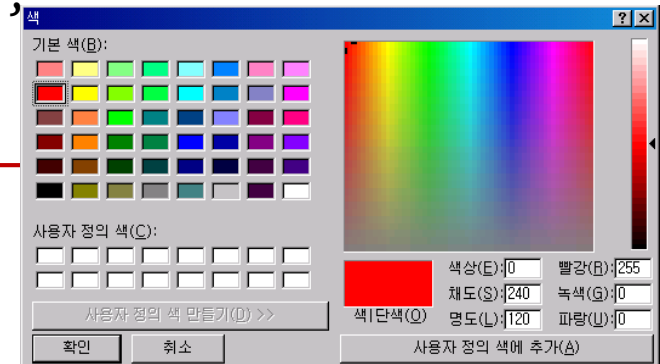 ,
색
기본 색(B):
사용자 정의 색(C):
사용자 정의 색 만들기(D) >>
확인 취소
색|단색(O)
색상(E): 0 빨강(R): 255
채도(S): 240 녹색(G): 0
명도(L): 120 파랑(U): 0
사용자 정의 색에 추가(A)